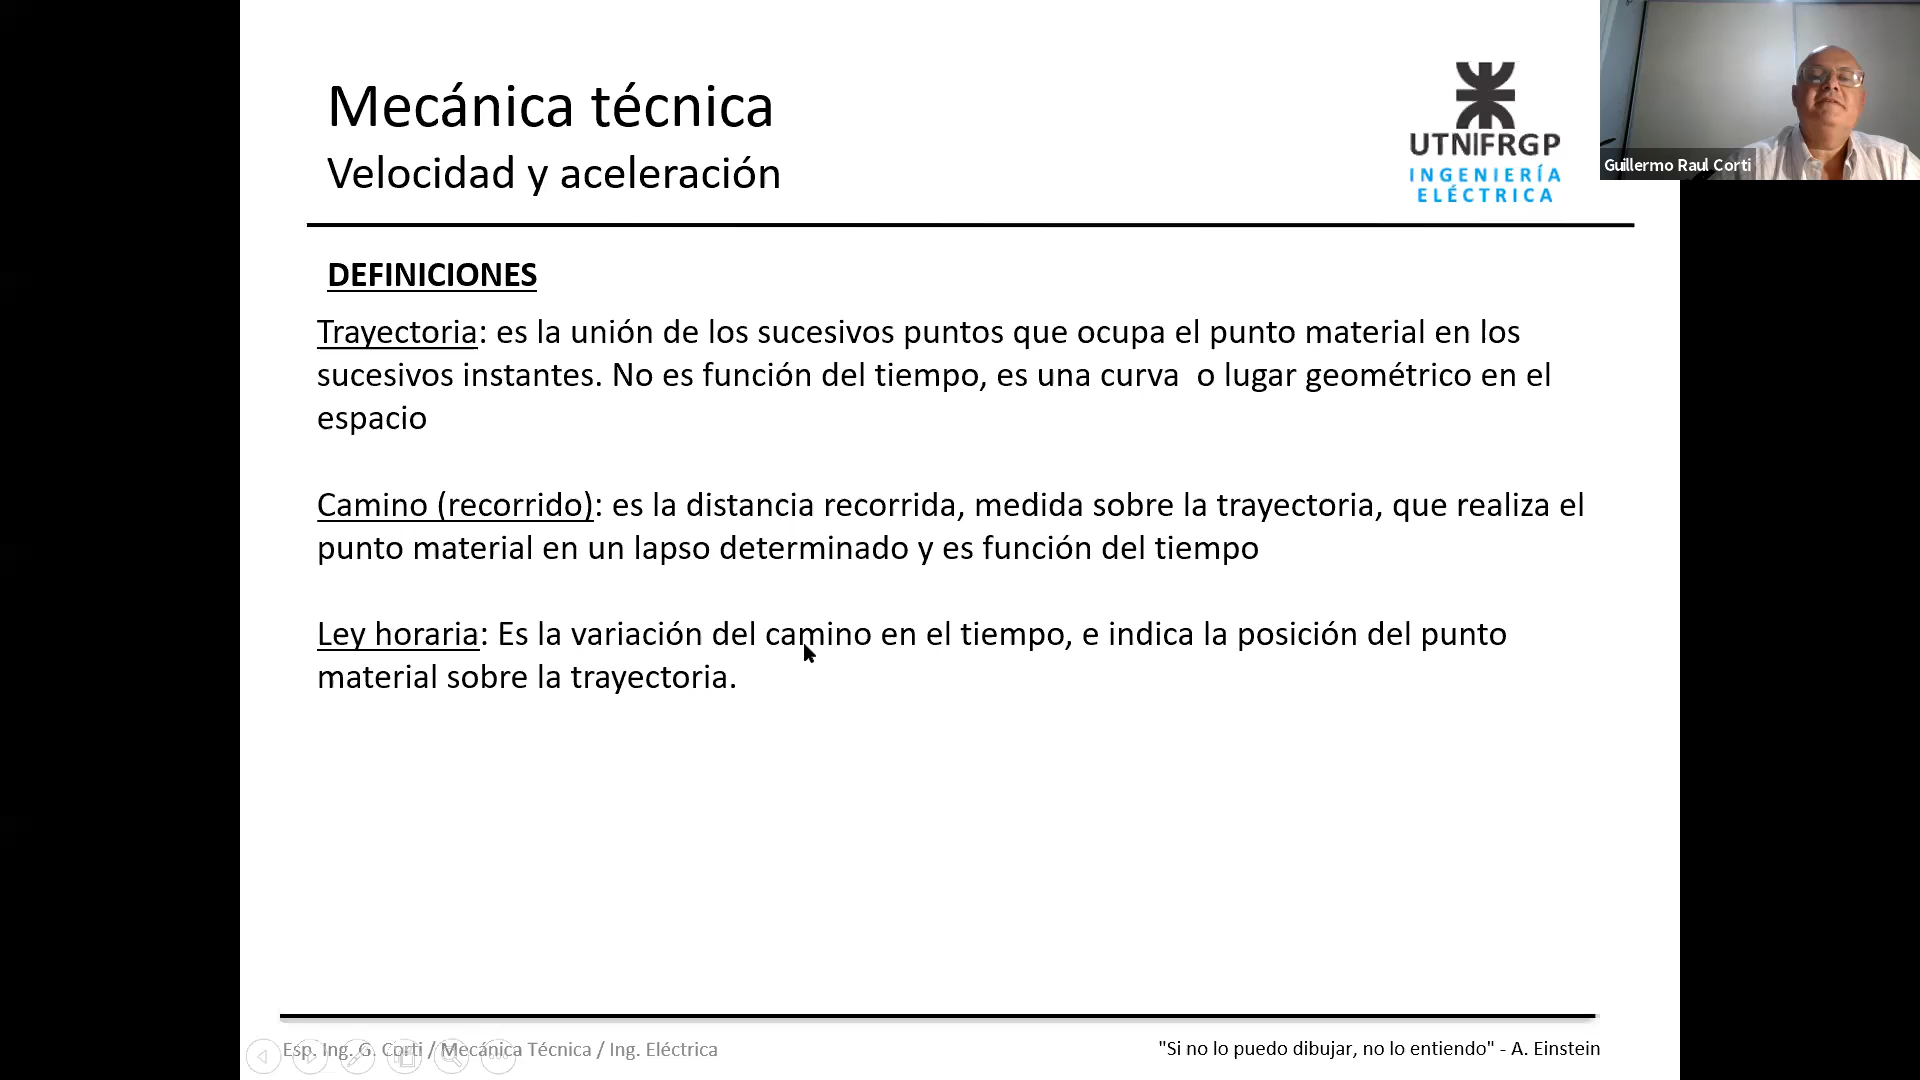 Mecánica técnica
Velocidad y aceleración
UTN|FRGP
INGENIERÍA
ELÉCTRICA
Guillermo Raul Corti
DEFINICIONES
Trayectoria: es la unión de los sucesivos puntos que ocupa el punto material en los
sucesivos instantes. No es función del tiempo, es una curva o lugar geométrico en el
espacio
Camino (recorrido): es la distancia recorrida, medida sobre la trayectoria, que realiza el
punto material en un lapso determinado y es función del tiempo
Ley horaria: Es la variación del camino en el tiempo, e indica la posición del punto
material sobre la trayectoria.
Esp. Ing. G. Corti / Mecánica Técnica / Ing. Eléctrica
"Si no lo puedo dibujar, no lo entiendo" - A. Einstein